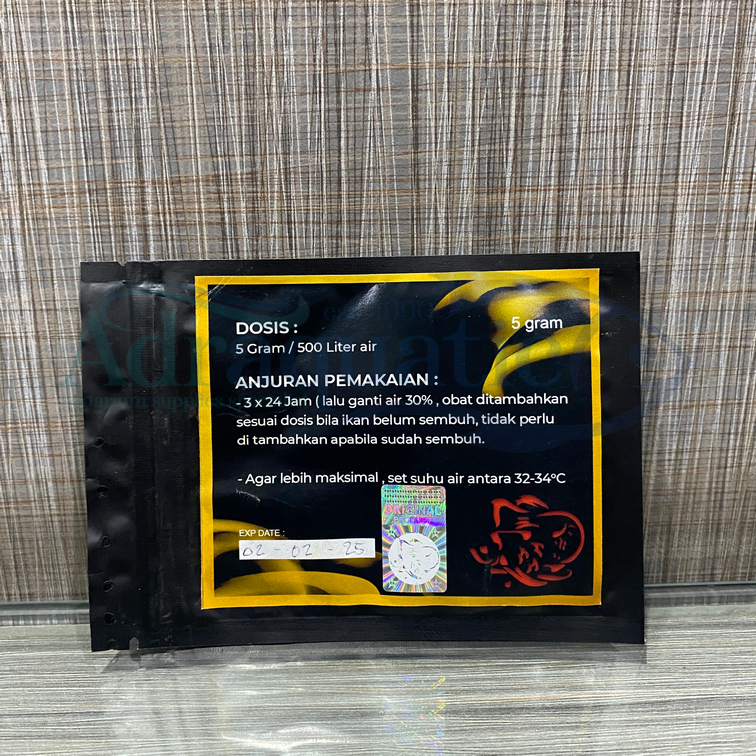 DOSIS :
5 gram
5 Gram / 500 Liter air
ANJURAN PEMAKAIAN :
- 3 x 24 Jam ( lalu ganti air 30% , obat ditambahkan
sesuai dosis bila ikan belum sembuh, tidak perlu
di tambahkan apabila sudah sembuh.
- Agar lebih maksimal , set suhu air antara 32-34°C
ORIGINAL
EXP DATE :
02 - 02 - 25